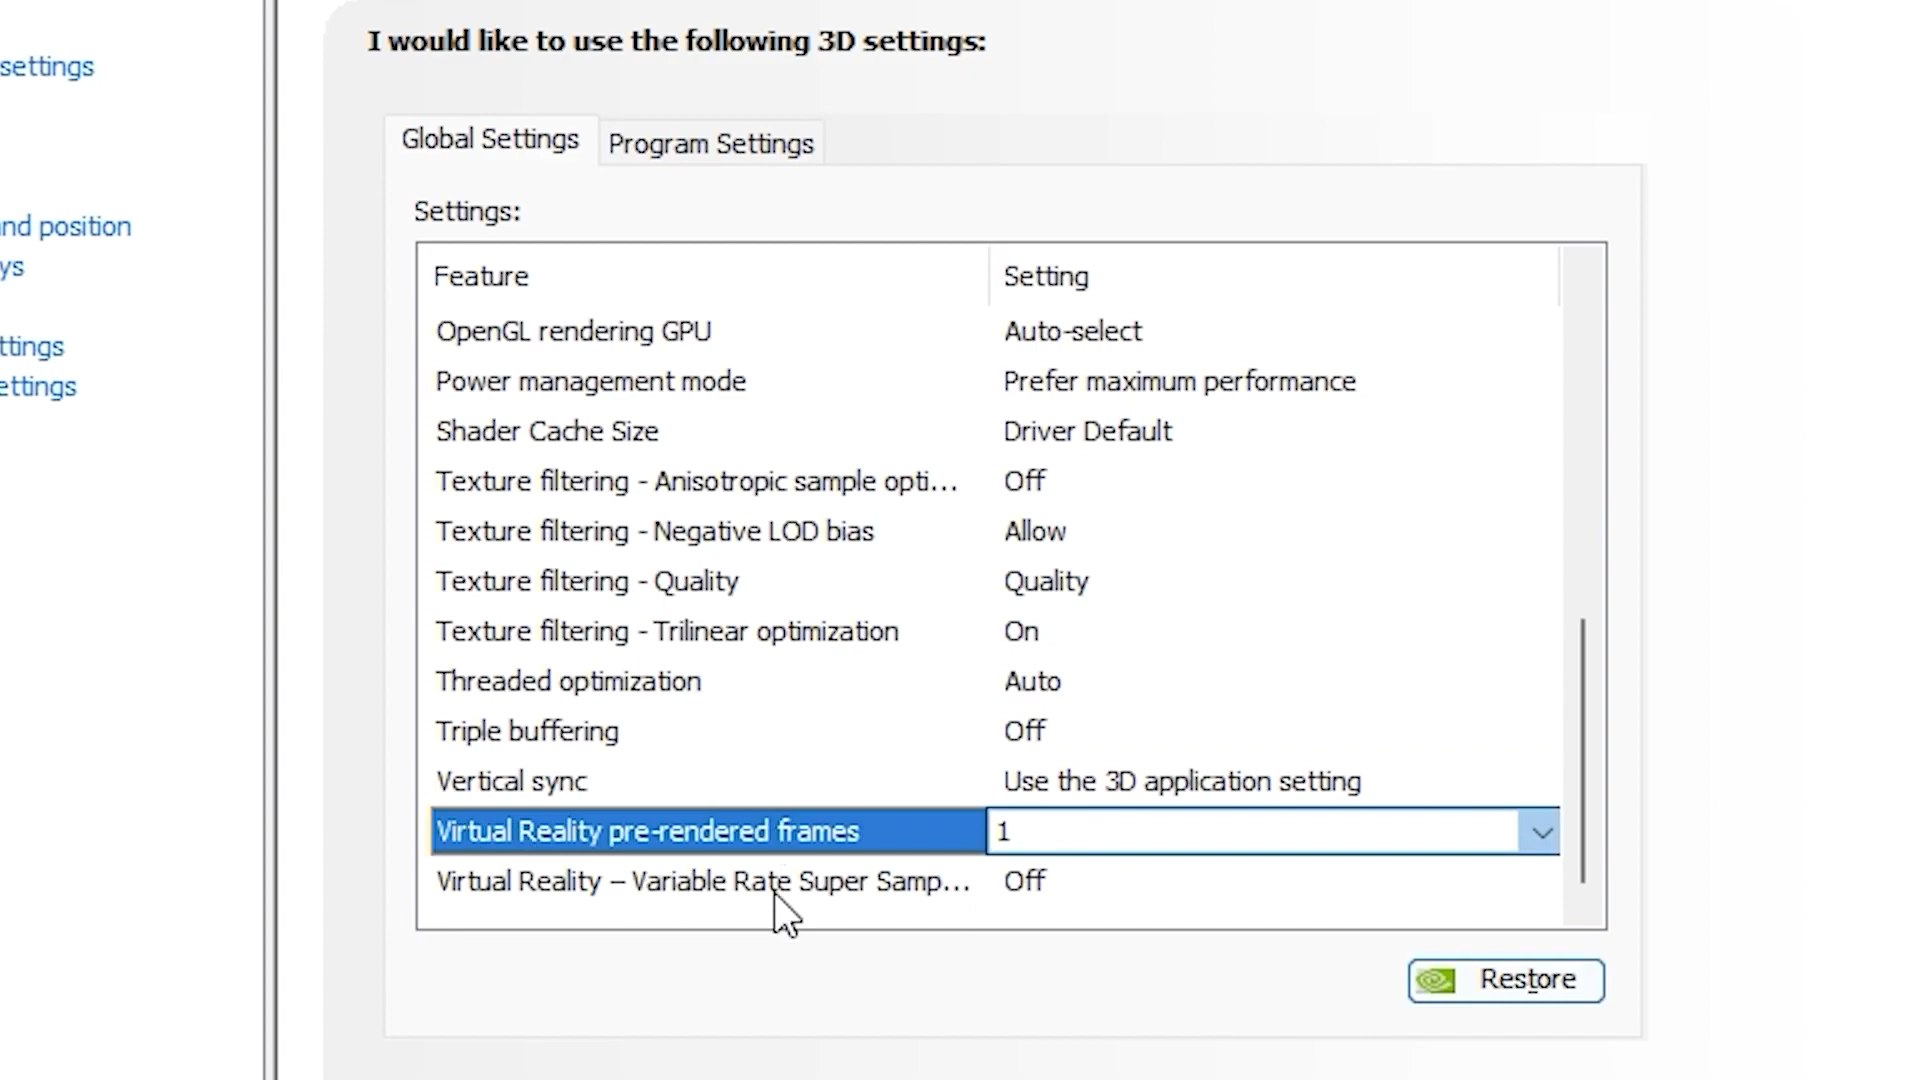 I would like to use the following 3D settings:
settings
nd position
ys
ttings
ettings
Global Settings
Program Settings
Settings:
Feature Setting
OpenGL rendering GPU Auto-select
Power management mode Prefer maximum performance
Shader Cache Size Driver Default
Texture filtering - Anisotropic sample opti... Off
Texture filtering - Negative LOD bias Allow
Texture filtering - Quality Quality
Texture filtering - Trilinear optimization On
Threaded optimization Auto
Triple buffering Off
Vertical sync Use the 3D application setting
Virtual Reality pre-rendered frames 1
Virtual Reality – Variable Rate Super Samp... Off
Restore